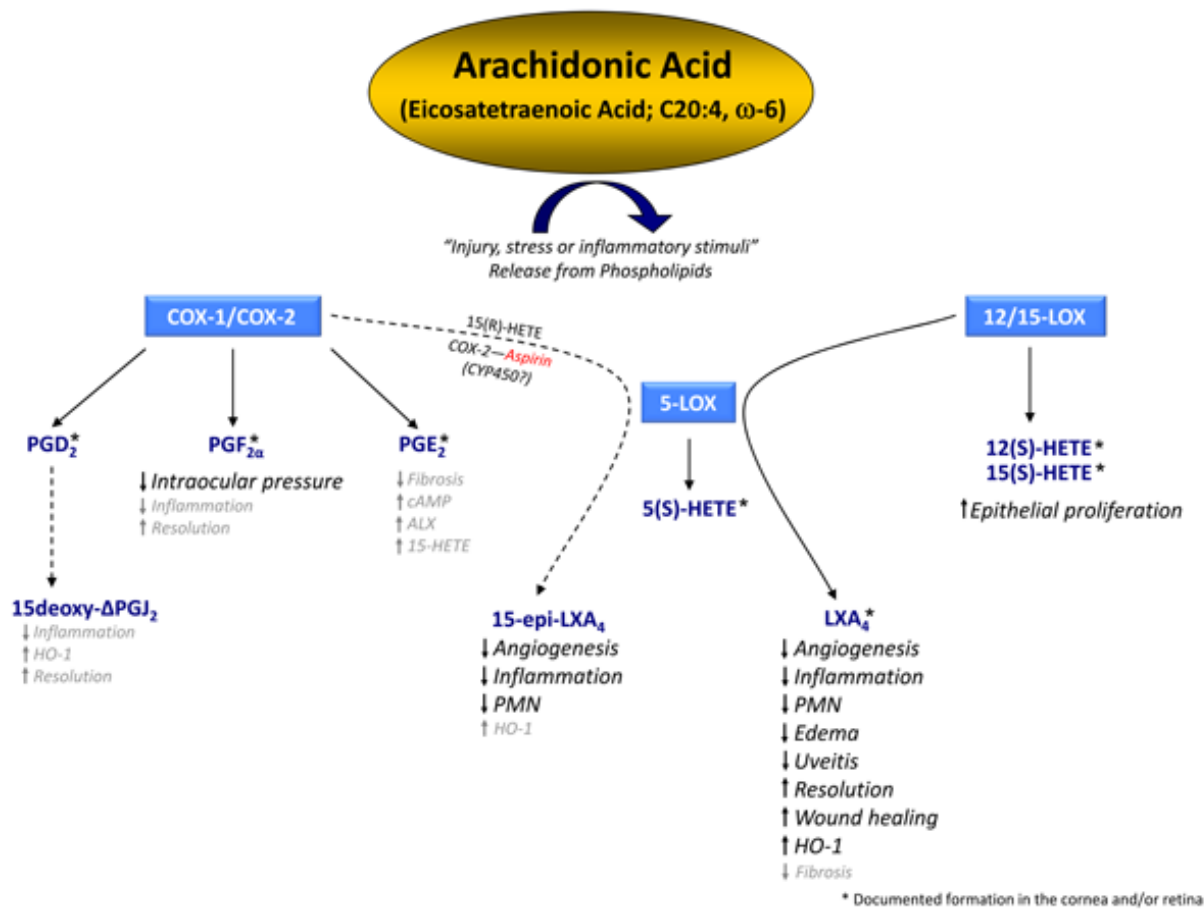 Arachidonic Acid
(Eicosatetraenoic Acid; C20:4, ω-6)
“Injury, stress or inflammatory stimuli”
Release from Phospholipids
COX-1/COX-2
15(R)-HETE
COX-2—Aspirin
(CYP450?)
12/15-LOX
5-LOX
PGD2*
PGF2α*
↓ Intraocular pressure
↓ Inflammation
↑ Resolution
PGE2*
↓ Fibrosis
↑ cAMP
↑ ALX
↑ 15-HETE
5(S)-HETE*
12(S)-HETE*
15(S)-HETE*
↑ Epithelial proliferation
15deoxy-ΔPGJ2
↓ Inflammation
↑ HO-1
↑ Resolution
15-epi-LXA4
↓ Angiogenesis
↓ Inflammation
↓ PMN
↑ HO-1
LXA4*
↓ Angiogenesis
↓ Inflammation
↓ PMN
↓ Edema
↓ Uveitis
↑ Resolution
↑ Wound healing
↑ HO-1
↓ Fibrosis
* Documented formation in the cornea and/or retina